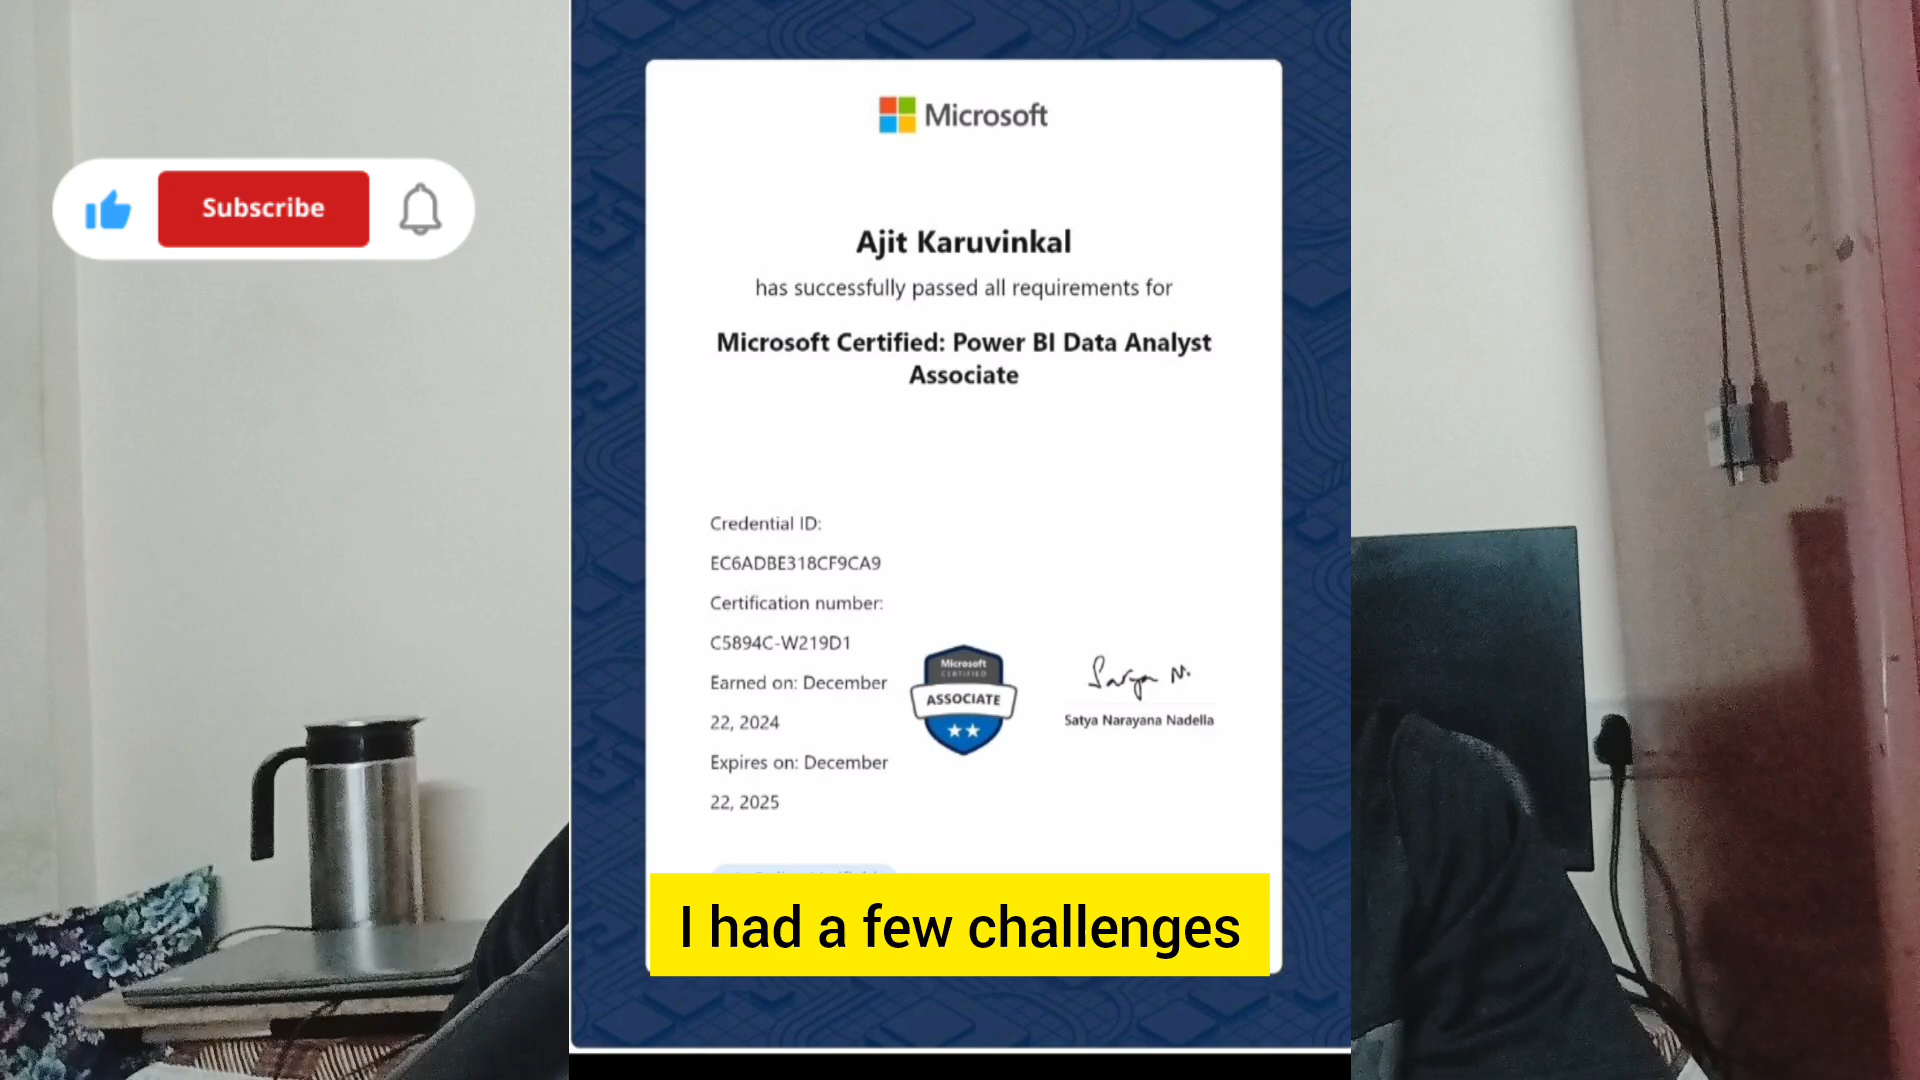 Subscribe
Microsoft
Ajit Karuvinkal
has successfully passed all requirements for
Microsoft Certified: Power BI Data Analyst
Associate
Credential ID:
EC6ADBE318CF9CA9
Certification number:
C5894C-W219D1
Earned on: December
22, 2024
Expires on: December
22, 2025
Microsoft
CERTIFIED
ASSOCIATE
Satya N.
Satya Narayana Nadella
I had a few challenges